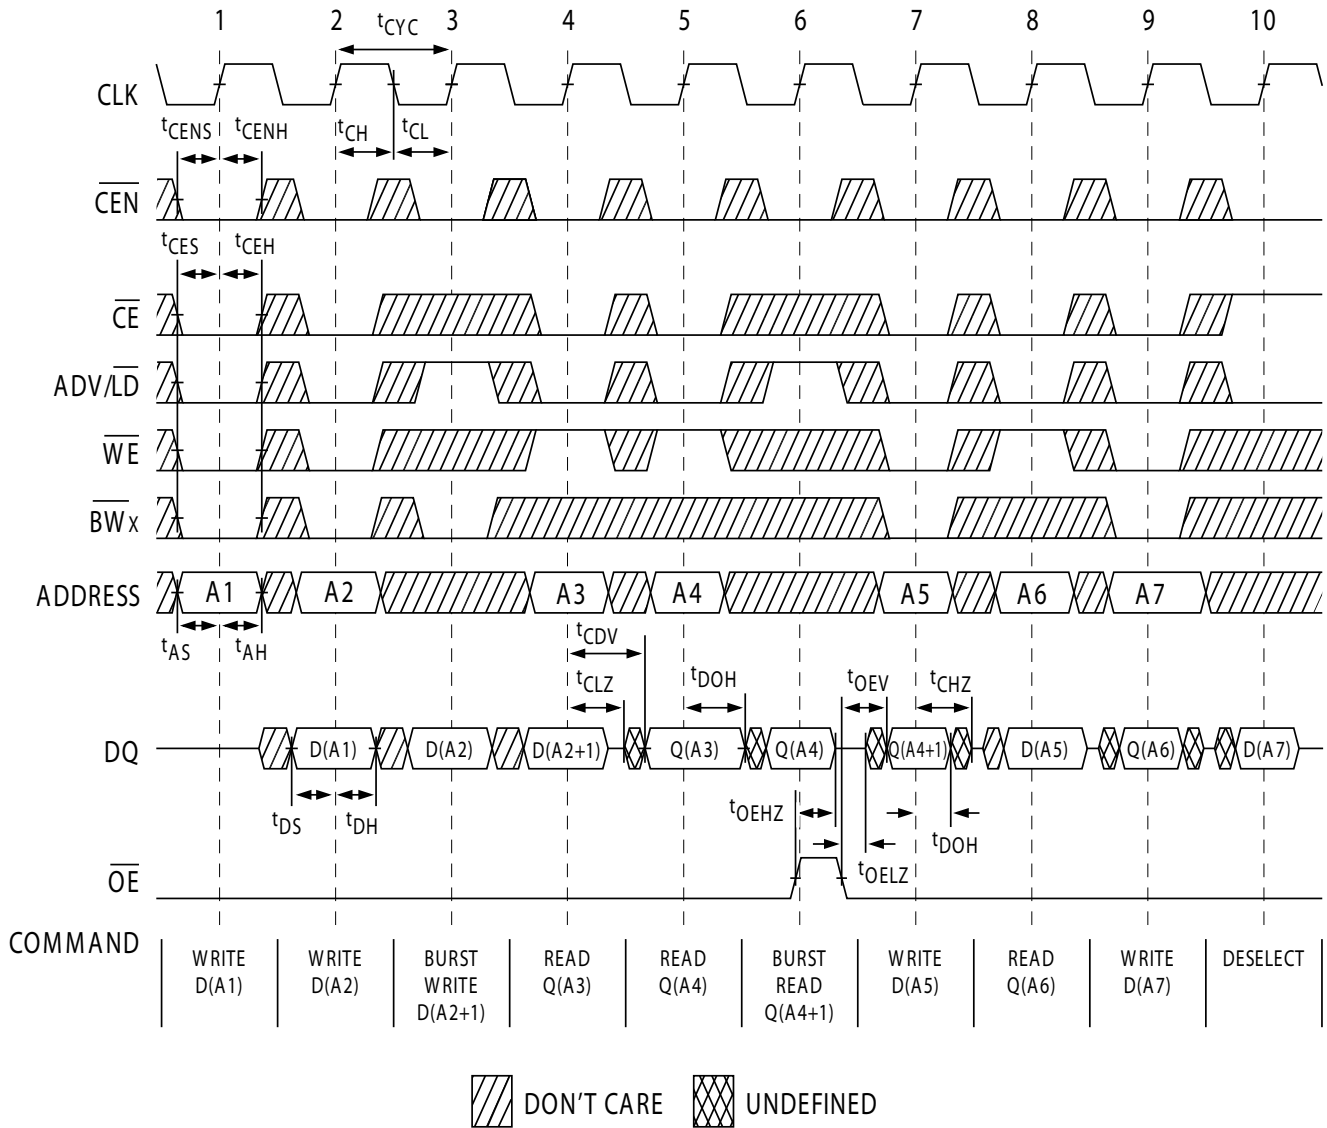 1 2 3 4 5 6 7 8 9 10
tCYC
CLK
tCENS tCENH tCH tCL
CEN
tCES tCEH
CE
ADV/LD
WE
BWx
ADDRESS A1 A2 A3 A4 A5 A6 A7
tAS tAH tCDV
tCLZ tDOH tOEV tCHZ
DQ D(A1) D(A2) D(A2+1) Q(A3) Q(A4) Q(A4+1) D(A5) Q(A6) D(A7)
tDS tDH tOEHZ tDOH
tOELZ
OE
COMMAND
WRITE WRITE BURST READ READ BURST WRITE READ WRITE DESELECT
D(A1) D(A2) WRITE Q(A3) Q(A4) READ D(A5) Q(A6) D(A7)
D(A2+1) Q(A4+1)
DON'T CARE UNDEFINED